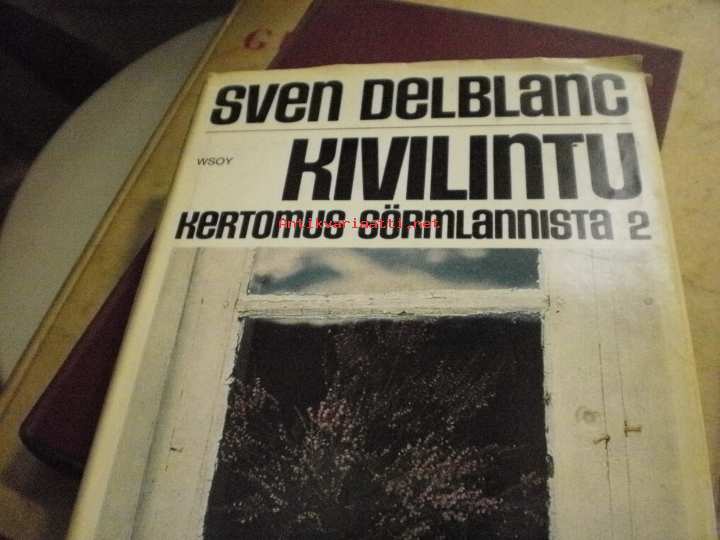 G
SVEN DELBLANC
WSOY
KIVILINTU
KERTOMUS SÖRMLANNISTA 2
Antikvariaatti.net